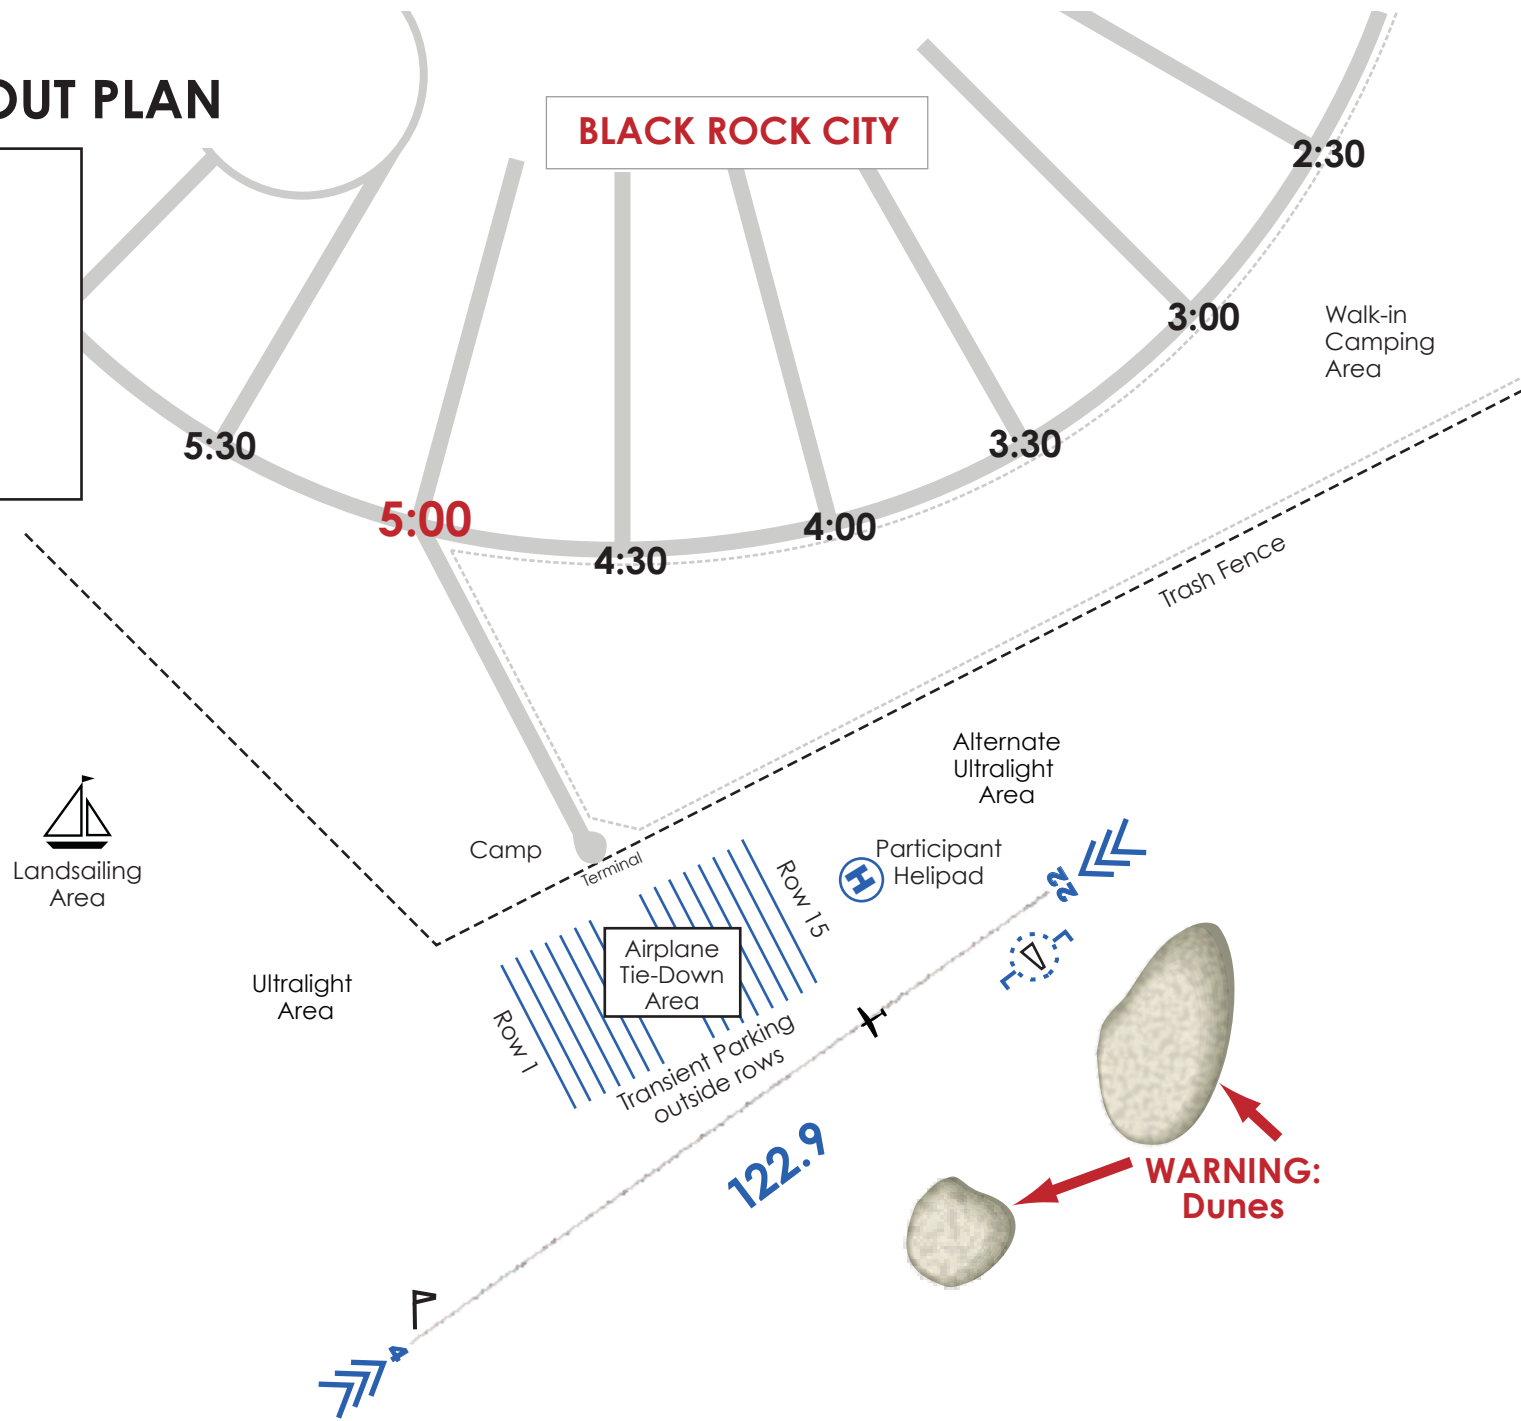 OUT PLAN
BLACK ROCK CITY
2:30
3:00
Walk-in
Camping
Area
5:30
3:30
5:00
4:00
4:30
Trash Fence
Alternate
Ultralight
Area
Landsailing
Area
Camp
Terminal
Participant
Helipad
H
22
Row 15
Airplane
Tie-Down
Area
Ultralight
Area
Row 1
Transient Parking
outside rows
122.9
WARNING:
Dunes
4